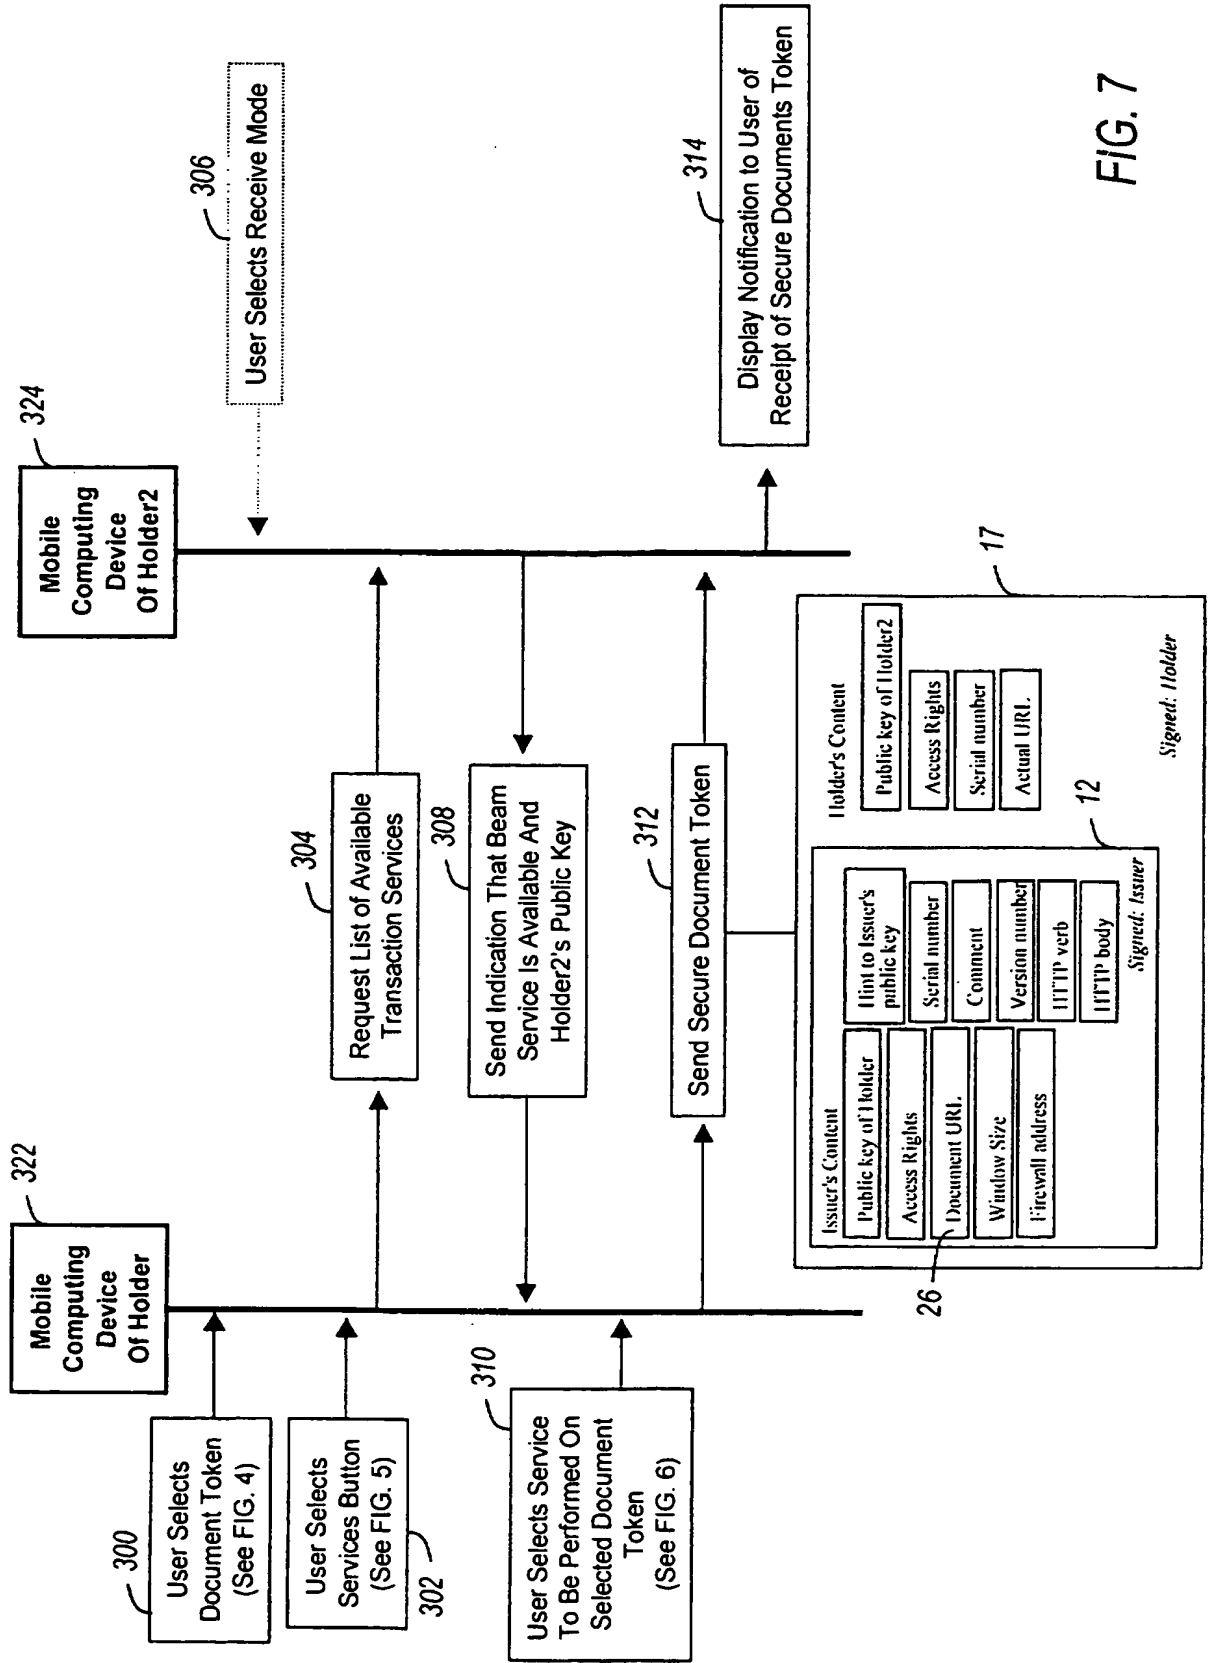 322
Mobile
Computing
Device
Of Holder
324
Mobile
Computing
Device
Of Holder2
300
User Selects
Document Token
(See FIG. 4)
306
User Selects Receive Mode
User Selects
Services Button
(See FIG. 5)
302
304
Request List of Available
Transaction Services
308
Send Indication That Beam
Service Is Available And
Holder2's Public Key
310
User Selects Service
To Be Performed On
Selected Document
Token
(See FIG. 6)
312
Send Secure Document Token
314
Display Notification to User of
Receipt of Secure Documents Token
17
Issuer's Content
Public key of Holder
Access Rights
26
Document URL
Window Size
Firewall address
Hint to Issuer's
public key
Serial number
Comment
Version number
HTTP verb
HTTP body
Signed: Issuer
12
Holder's Content
Public key of Holder2
Access Rights
Serial number
Actual URL
Signed: Holder
FIG. 7